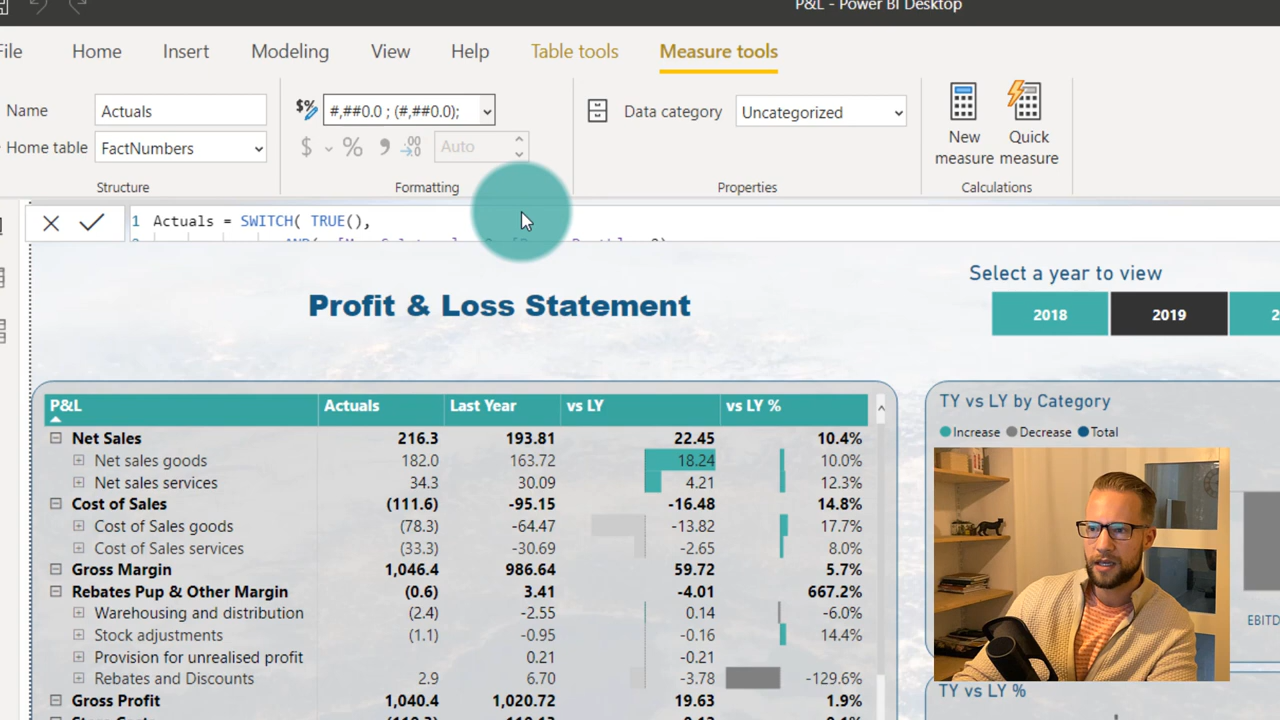 P&L - Power BI Desktop
File Home Insert Modeling View Help Table tools Measure tools
Name Actuals
Home table FactNumbers
Structure
#,##0.0 ; (#,##0.0);
$ % 9 .00
Auto
Formatting
Data category Uncategorized
Properties
New measure
Quick measure
Calculations
1 Actuals = SWITCH( TRUE(),
Profit & Loss Statement
Select a year to view
2018 2019 2
P&L Actuals Last Year vs LY vs LY %
Net Sales 216.3 193.81 22.45 10.4%
Net sales goods 182.0 163.72 18.24 10.0%
Net sales services 34.3 30.09 4.21 12.3%
Cost of Sales (111.6) -95.15 -16.48 14.8%
Cost of Sales goods (78.3) -64.47 -13.82 17.7%
Cost of Sales services (33.3) -30.69 -2.65 8.0%
Gross Margin 1,046.4 986.64 59.72 5.7%
Rebates Pup & Other Margin (0.6) 3.41 -4.01 667.2%
Warehousing and distribution (2.4) -2.55 0.14 -6.0%
Stock adjustments (1.1) -0.95 -0.16 14.4%
Provision for unrealised profit 0.21 -0.21
Rebates and Discounts 2.9 6.70 -3.78 -129.6%
Gross Profit 1,040.4 1,020.72 19.63 1.9%
TY vs LY by Category
Increase Decrease Total
EBITD
TY vs LY %